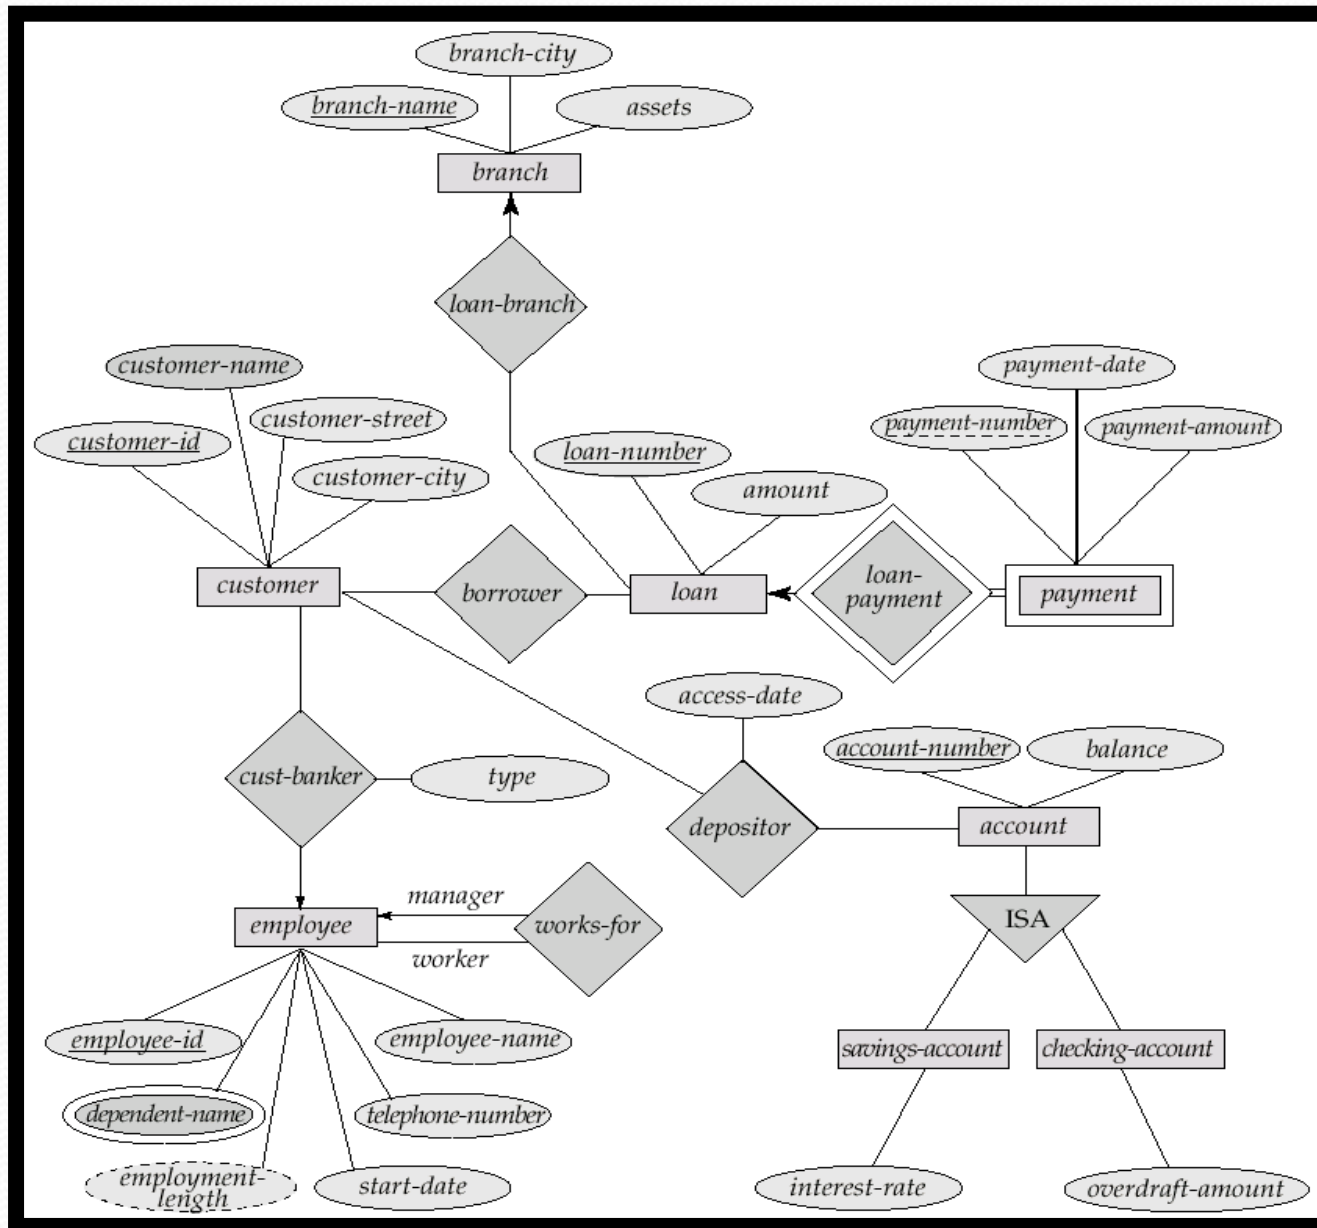 branch-city
branch-name
assets
branch
loan-branch
customer-name
payment-date
customer-street
payment-number
payment-amount
customer-id
loan-number
customer-city
amount
customer
borrower
loan
loan-
payment
payment
access-date
account-number
balance
cust-banker
type
depositor
account
manager
ISA
employee
works-for
worker
employee-id
employee-name
savings-account
checking-account
dependent-name
telephone-number
employment-
length
start-date
interest-rate
overdraft-amount